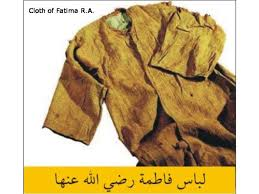 Cloth of Fatima R.A.
لباس فاطمة رضي الله عنها